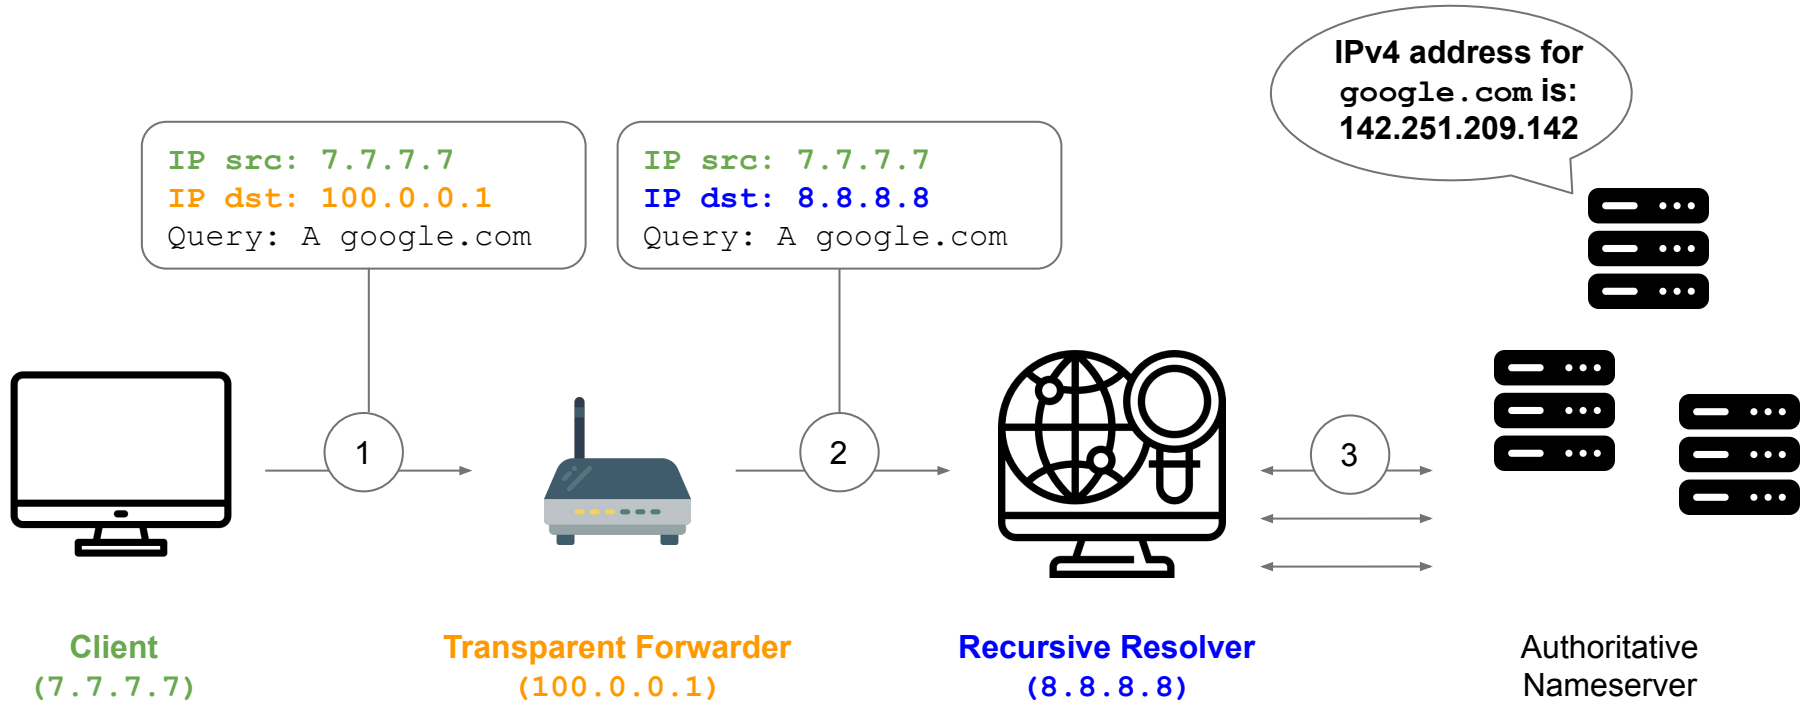 IPv4 address for
google.com is:
142.251.209.142
IP src: 7.7.7.7
IP dst: 100.0.0.1
Query: A google.com
IP src: 7.7.7.7
IP dst: 8.8.8.8
Query: A google.com
1
2
3
Client
(7.7.7.7)
Transparent Forwarder
(100.0.0.1)
Recursive Resolver
(8.8.8.8)
Authoritative
Nameserver